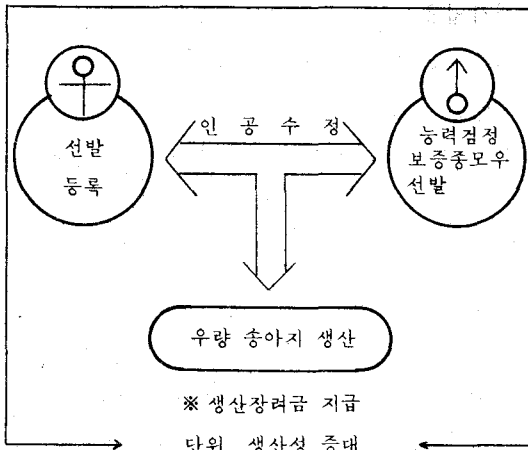 선발
등록
인 공 수 정
능력검정
보증종모우
선발
우량 송아지 생산
※ 생산장려금 지급
단위 생산성 증대